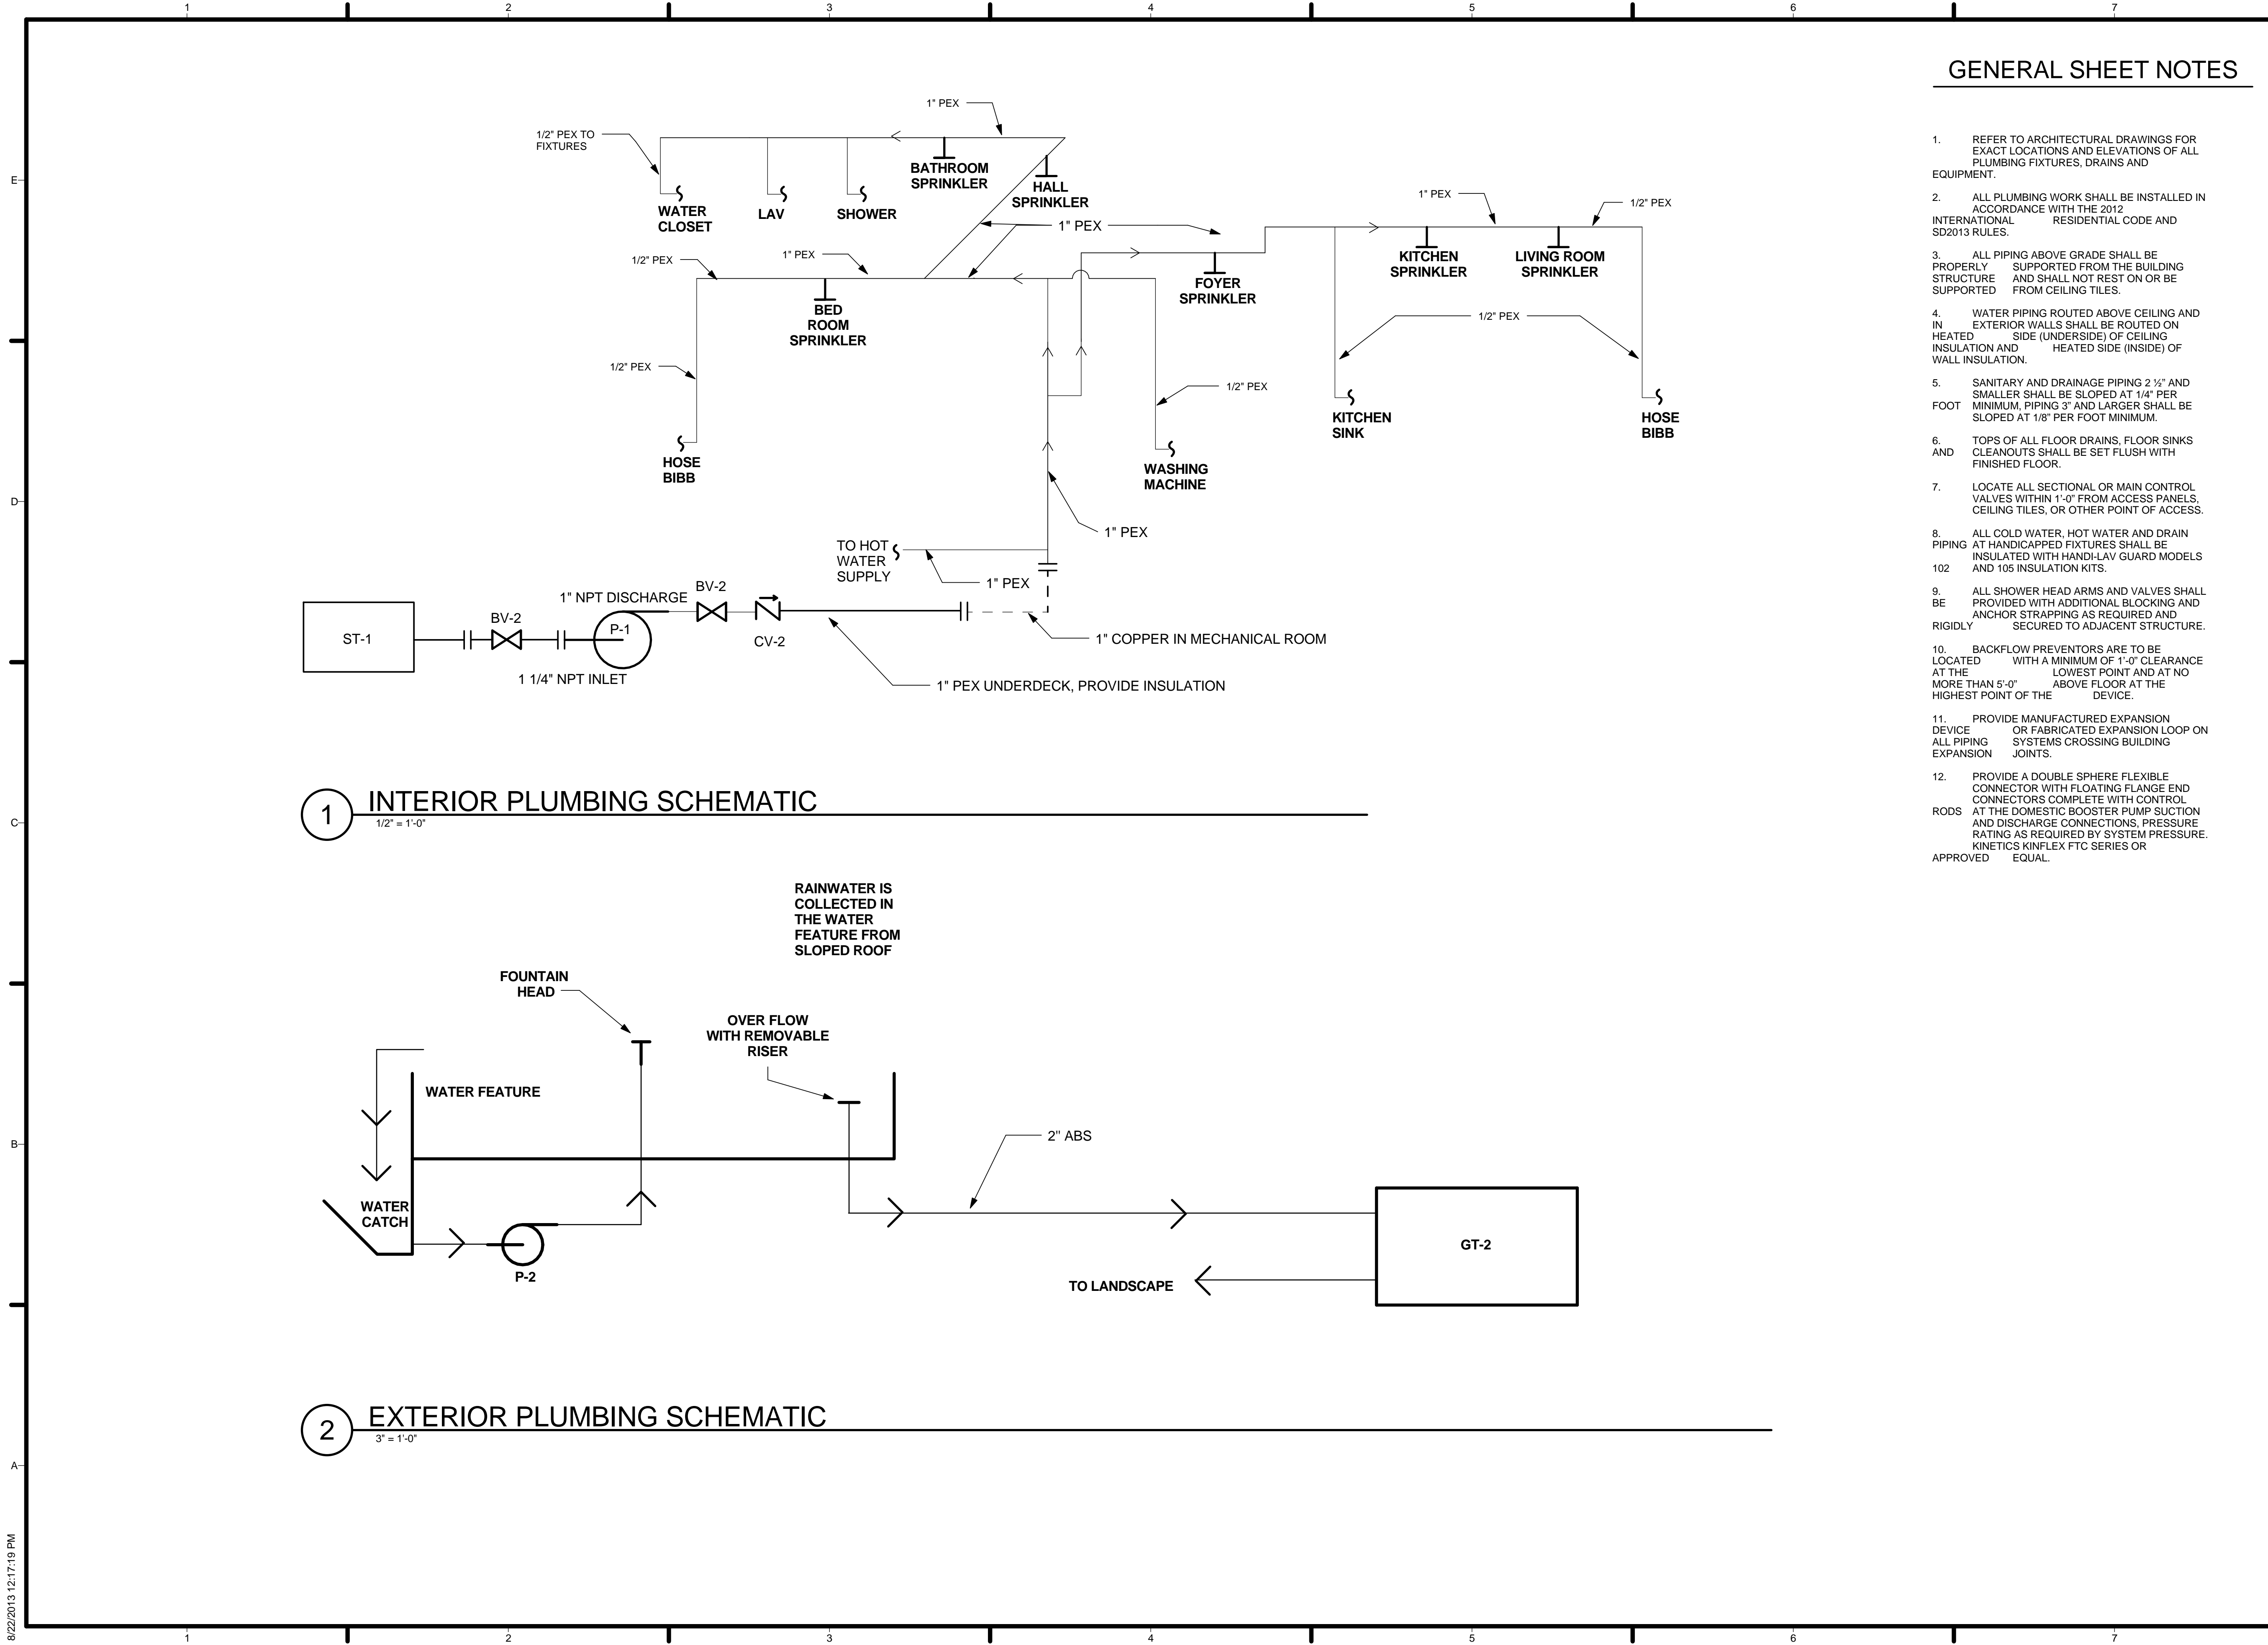 1 2 3 4 5 6 7
GENERAL SHEET NOTES
1. REFER TO ARCHITECTURAL DRAWINGS FOR
EXACT LOCATIONS AND ELEVATIONS OF ALL
PLUMBING FIXTURES, DRAINS AND
EQUIPMENT.
2. ALL PLUMBING WORK SHALL BE INSTALLED IN
ACCORDANCE WITH THE 2012
INTERNATIONAL RESIDENTIAL CODE AND
SD2013 RULES.
3. ALL PIPING ABOVE GRADE SHALL BE
PROPERLY SUPPORTED FROM THE BUILDING
STRUCTURE AND SHALL NOT REST ON OR BE
SUPPORTED FROM CEILING TILES.
4. WATER PIPING ROUTED ABOVE CEILING AND
IN EXTERIOR WALLS SHALL BE ROUTED ON
HEATED SIDE (UNDERSIDE) OF CEILING
INSULATION AND HEATED SIDE (INSIDE) OF
WALL INSULATION.
5. SANITARY AND DRAINAGE PIPING 2 ½" AND
SMALLER SHALL BE SLOPED AT 1/4" PER
FOOT MINIMUM, PIPING 3" AND LARGER SHALL BE
SLOPED AT 1/8" PER FOOT MINIMUM.
6. TOPS OF ALL FLOOR DRAINS, FLOOR SINKS
AND CLEANOUTS SHALL BE SET FLUSH WITH
FINISHED FLOOR.
7. LOCATE ALL SECTIONAL OR MAIN CONTROL
VALVES WITHIN 1'-0" FROM ACCESS PANELS,
CEILING TILES, OR OTHER POINT OF ACCESS.
8. ALL COLD WATER, HOT WATER AND DRAIN
PIPING AT HANDICAPPED FIXTURES SHALL BE
INSULATED WITH HANDI-LAV GUARD MODELS
102 AND 105 INSULATION KITS.
9. ALL SHOWER HEAD ARMS AND VALVES SHALL
BE PROVIDED WITH ADDITIONAL BLOCKING AND
ANCHOR STRAPPING AS REQUIRED AND
RIGIDLY SECURED TO ADJACENT STRUCTURE.
10. BACKFLOW PREVENTORS ARE TO BE
LOCATED WITH A MINIMUM OF 1'-0" CLEARANCE
AT THE LOWEST POINT AND AT NO
MORE THAN 5'-0" ABOVE FLOOR AT THE
HIGHEST POINT OF THE DEVICE.
11. PROVIDE MANUFACTURED EXPANSION
DEVICE OR FABRICATED EXPANSION LOOP ON
ALL PIPING SYSTEMS CROSSING BUILDING
EXPANSION JOINTS.
12. PROVIDE A DOUBLE SPHERE FLEXIBLE
CONNECTOR WITH FLOATING FLANGE END
CONNECTORS COMPLETE WITH CONTROL
RODS AT THE DOMESTIC BOOSTER PUMP SUCTION
AND DISCHARGE CONNECTIONS, PRESSURE
RATING AS REQUIRED BY SYSTEM PRESSURE.
KINETICS KINFLEX FTC SERIES OR
APPROVED EQUAL.
E
D
C
B
A
1" PEX
1/2" PEX TO
FIXTURES
BATHROOM
SPRINKLER
HALL
SPRINKLER
WATER
CLOSET
LAV
SHOWER
1" PEX
1" PEX
1/2" PEX
1/2" PEX
1" PEX
KITCHEN
SPRINKLER
LIVING ROOM
SPRINKLER
FOYER
SPRINKLER
BED
ROOM
SPRINKLER
1/2" PEX
1/2" PEX
1/2" PEX
KITCHEN
SINK
HOSE
BIBB
HOSE
BIBB
WASHING
MACHINE
1" PEX
TO HOT
WATER
SUPPLY
1" PEX
1" NPT DISCHARGE
BV-2
BV-2
P-1
ST-1
CV-2
1" COPPER IN MECHANICAL ROOM
1 1/4" NPT INLET
1" PEX UNDERDECK, PROVIDE INSULATION
1
INTERIOR PLUMBING SCHEMATIC
1/2" = 1'-0"
RAINWATER IS
COLLECTED IN
THE WATER
FEATURE FROM
SLOPED ROOF
FOUNTAIN
HEAD
OVER FLOW
WITH REMOVABLE
RISER
WATER FEATURE
2" ABS
WATER
CATCH
P-2
GT-2
TO LANDSCAPE
2
EXTERIOR PLUMBING SCHEMATIC
3" = 1'-0"
8/22/2013 12:17:19 PM
1 2 3 4 5 6 7